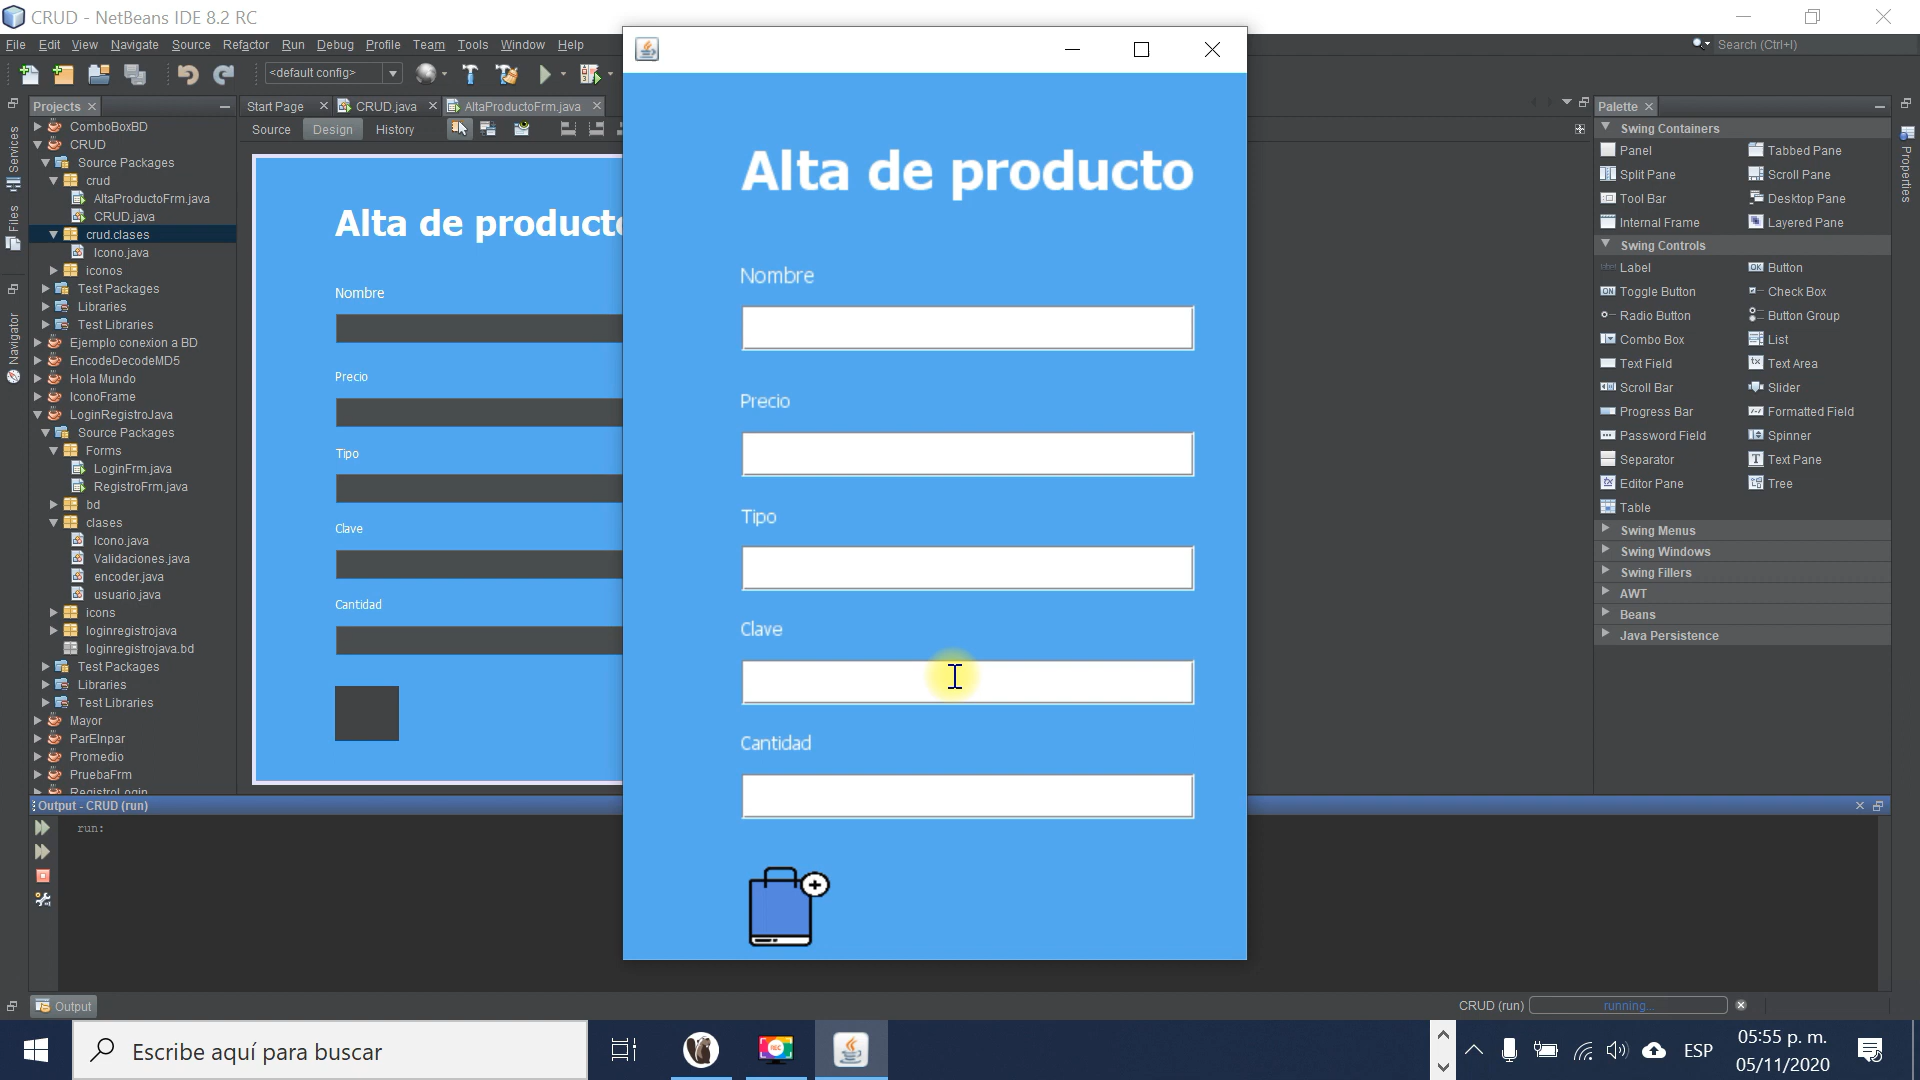 CRUD - NetBeans IDE 8.2 RC
File Edit View Navigate Source Refactor Run Debug Profile Team Tools Window Help
Search (Ctrl+I)
<default config>
Projects
Start Page
CRUD.java
AltaProductoFrm.java
Palette
Source
Design
History
Services
Files
Navigator
Properties
ComboBoxBD
CRUD
Source Packages
crud
AltaProductoFrm.java
CRUD.java
crud.clases
Icono.java
iconos
Test Packages
Libraries
Test Libraries
Ejemplo conexion a BD
EncodeDecodeMD5
Hola Mundo
IconoFrame
LoginRegistroJava
Source Packages
Forms
LoginFrm.java
RegistroFrm.java
bd
clases
Icono.java
Validaciones.java
encoder.java
usuario.java
icons
loginregistrojava
loginregistrojava.bd
Test Packages
Libraries
Test Libraries
Mayor
ParEInpar
Promedio
PruebaFrm
RegistroLogin
Alta de producto
Nombre
Precio
Tipo
Clave
Cantidad
Alta de producto
Nombre
Precio
Tipo
Clave
Cantidad
Swing Containers
Panel Tabbed Pane
Split Pane Scroll Pane
Tool Bar Desktop Pane
Internal Frame Layered Pane
Swing Controls
label Label OK Button
ON Toggle Button Check Box
Radio Button Button Group
Combo Box List
Text Field Text Area
Scroll Bar Slider
Progress Bar Formatted Field
Password Field Spinner
Separator Text Pane
Editor Pane Tree
Table
Swing Menus
Swing Windows
Swing Fillers
AWT
Beans
Java Persistence
Output - CRUD (run)
run:
Output
CRUD (run)
running...
Escribe aquí para buscar
REC
ESP
05:55 p. m.
05/11/2020